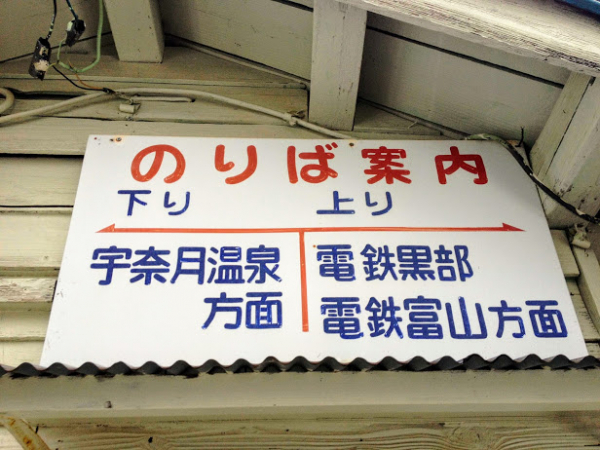 のりば案内
下り 上り
宇奈月温泉
方面
電鉄黒部
電鉄富山方面